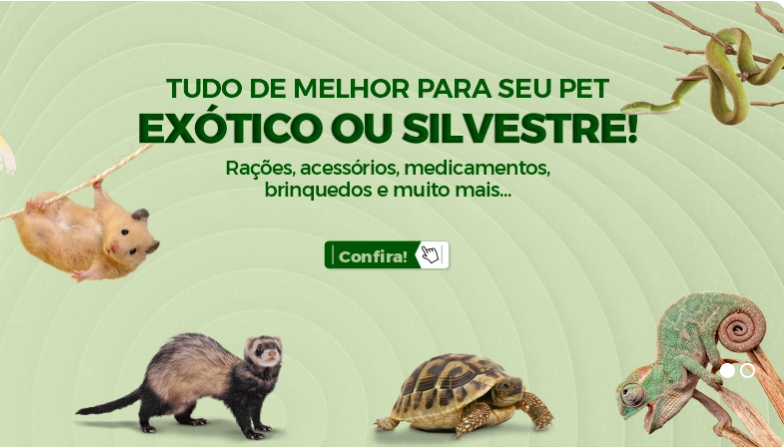 TUDO DE MELHOR PARA SEU PET
EXÓTICO OU SILVESTRE!
Rações, acessórios, medicamentos,
brinquedos e muito mais...
Confira!